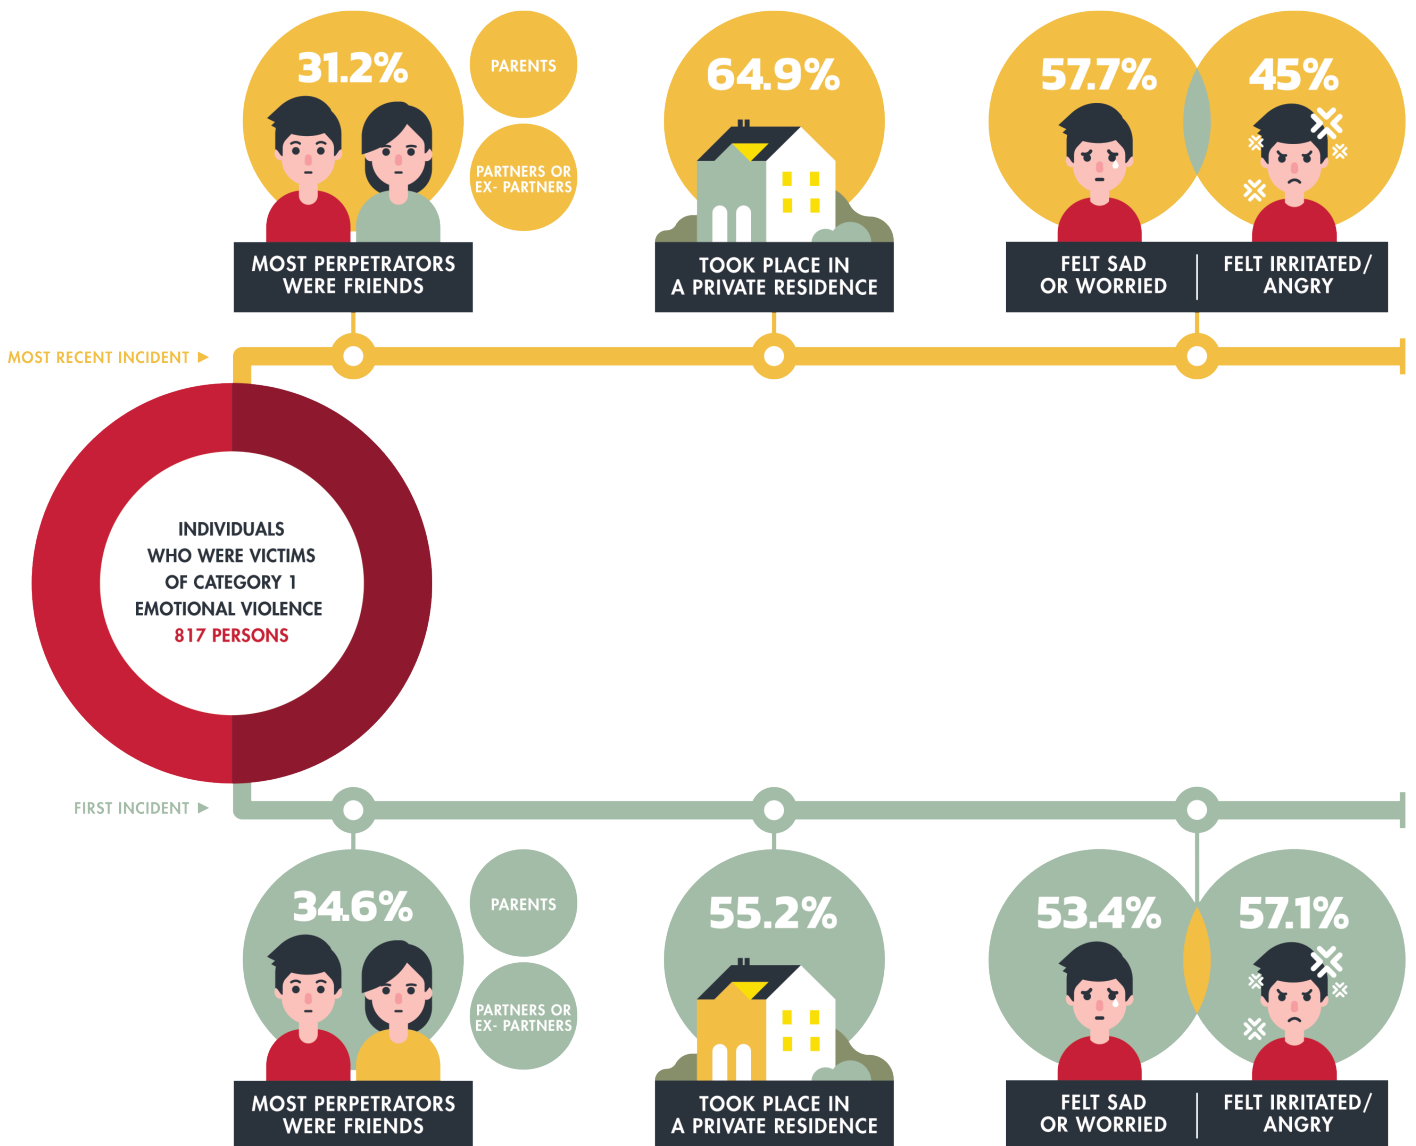 31.2%
PARENTS
PARTNERS OR
EX- PARTNERS
MOST PERPETRATORS
WERE FRIENDS
64.9%
TOOK PLACE IN
A PRIVATE RESIDENCE
57.7%
45%
FELT SAD
OR WORRIED
FELT IRRITATED/
ANGRY
MOST RECENT INCIDENT ►
INDIVIDUALS
WHO WERE VICTIMS
OF CATEGORY 1
EMOTIONAL VIOLENCE
817 PERSONS
FIRST INCIDENT ►
34.6%
PARENTS
PARTNERS OR
EX- PARTNERS
MOST PERPETRATORS
WERE FRIENDS
55.2%
TOOK PLACE IN
A PRIVATE RESIDENCE
53.4%
57.1%
FELT SAD
OR WORRIED
FELT IRRITATED/
ANGRY